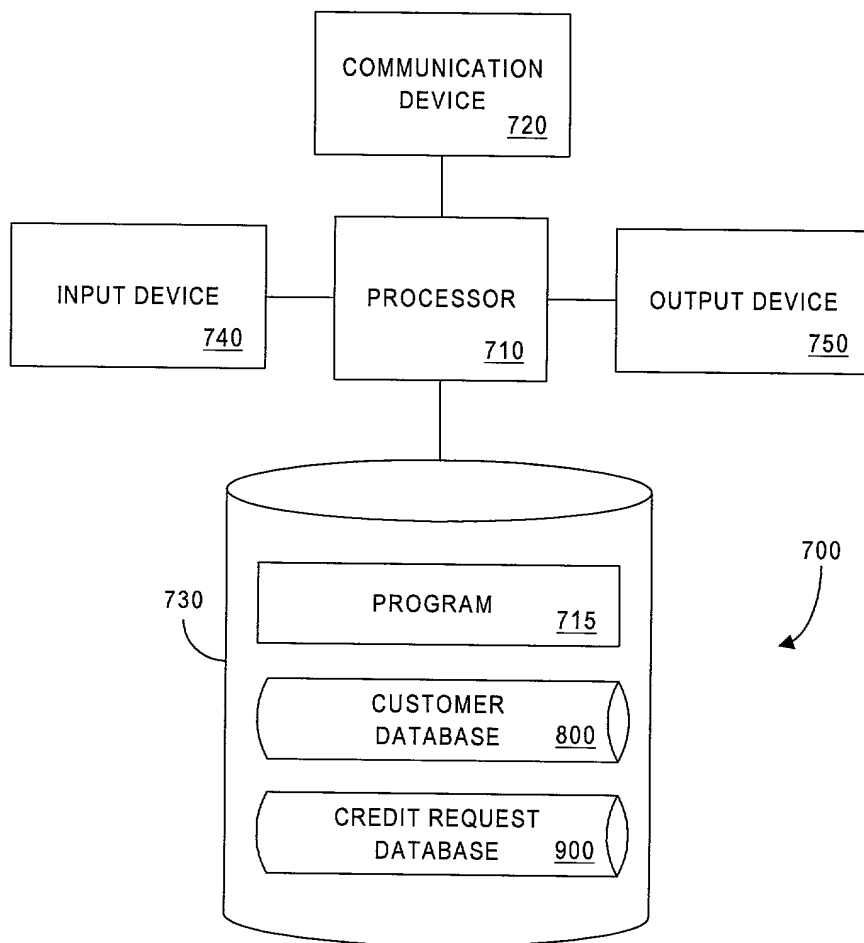 COMMUNICATION
DEVICE
720
INPUT DEVICE
740
PROCESSOR
710
OUTPUT DEVICE
750
700
730
PROGRAM
715
CUSTOMER
DATABASE
800
CREDIT REQUEST
DATABASE
900